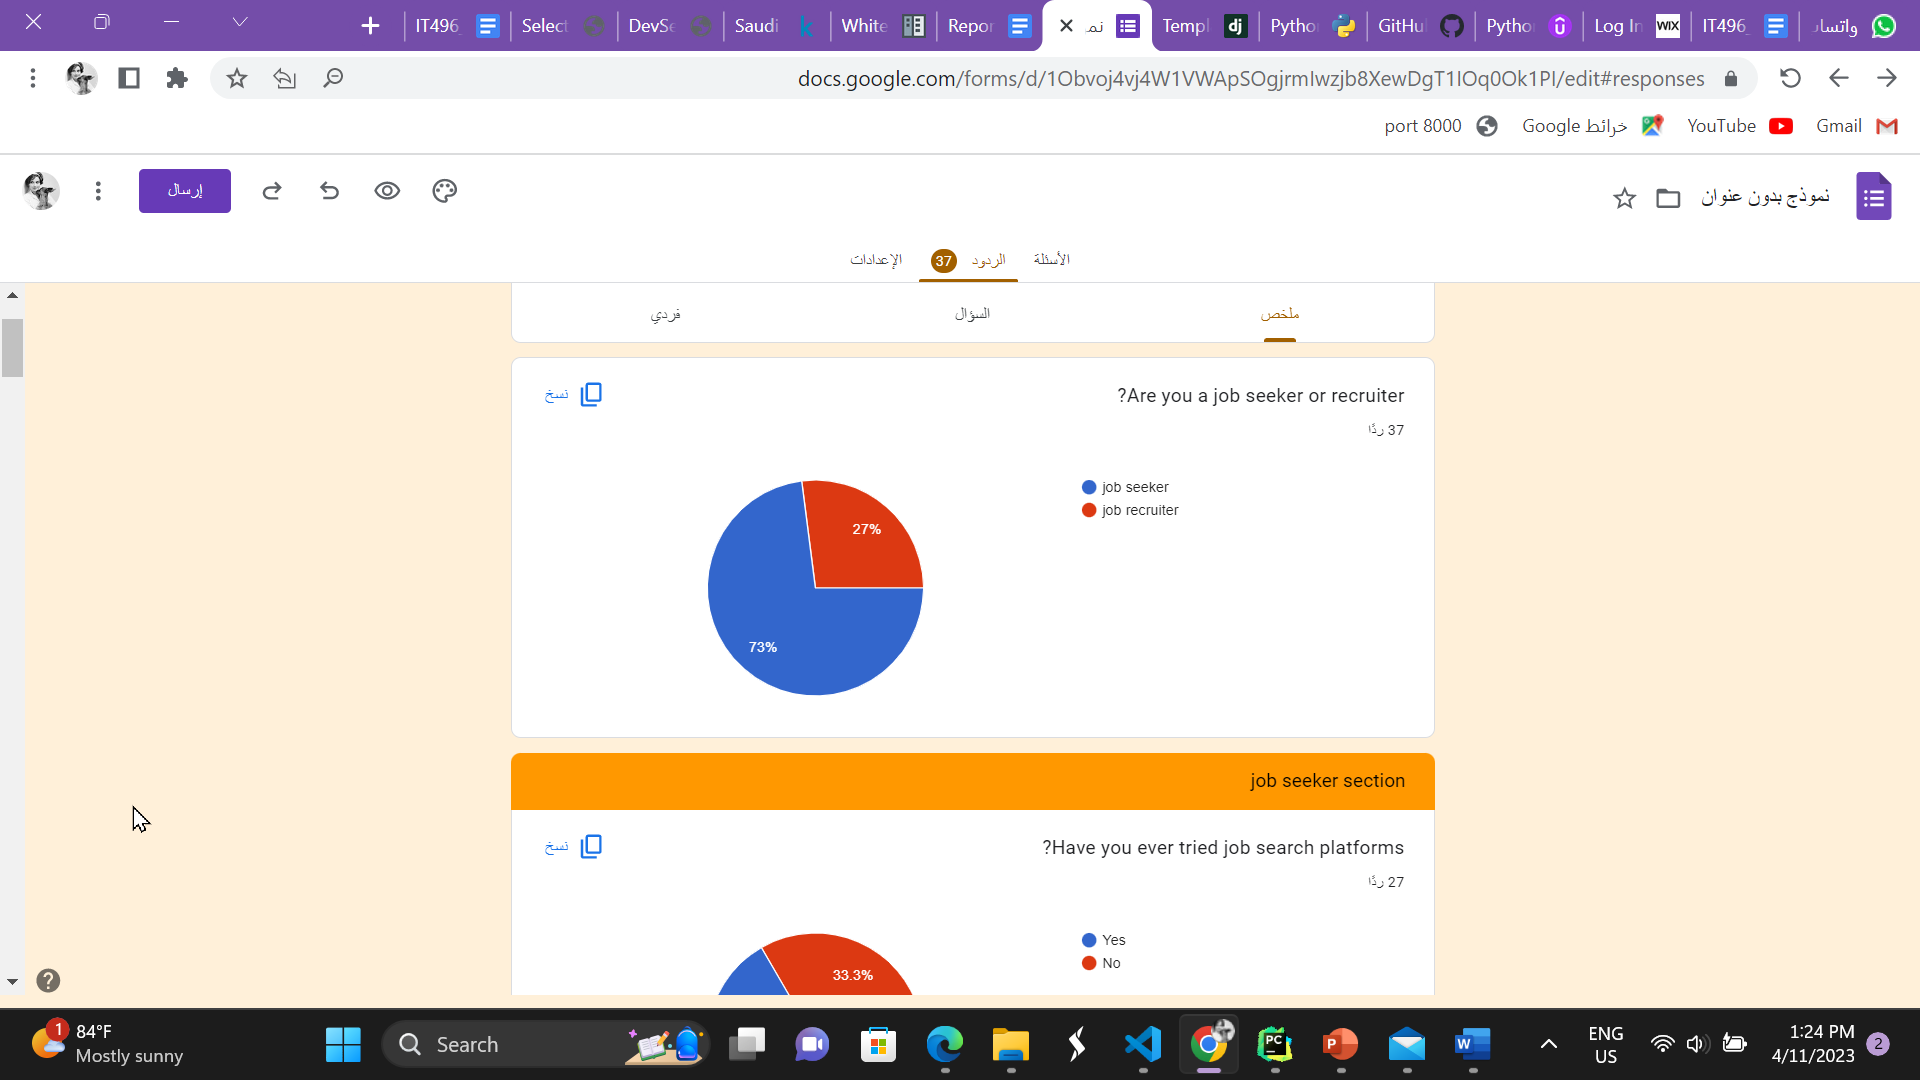 واتساب
IT496
Log In
Pytho
GitHu
Pytho
Templ
نم
Repor
White
Saudi
DevSe
Select
IT496
docs.google.com/forms/d/1Obvoj4vj4W1VWApSOgjrmIwzjb8XewDgT1IOq0Ok1PI/edit#responses
Gmail
YouTube
خرائط Google
port 8000
نموذج بدون عنوان
إرسال
الأسئلة
الردود 37
الإعدادات
ملخص
السؤال
فردي
?Are you a job seeker or recruiter
نسخ
37 ردًا
job seeker
job recruiter
27%
73%
job seeker section
?Have you ever tried job search platforms
نسخ
27 ردًا
Yes
No
33.3%
1
84°F
Mostly sunny
Search
ENG
US
1:24 PM
4/11/2023
2